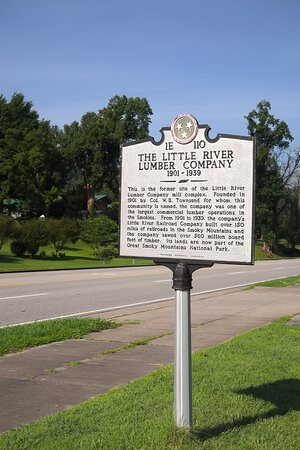 1E 110
THE LITTLE RIVER
LUMBER COMPANY
1901 - 1939
This is the former site of the Little River
Lumber Company mill complex. Founded in
1901 by Col. W.B. Townsend for whom this
community is named, the company was one of
the largest commercial lumber operations in
the Smokies. From 1901 to 1939, the company's
Little River Railroad Company built over 150
miles of railroads in the Smoky Mountains and
the company sawed over 560 million board
feet of timber. Its lands are now part of the
Great Smoky Mountains National Park.